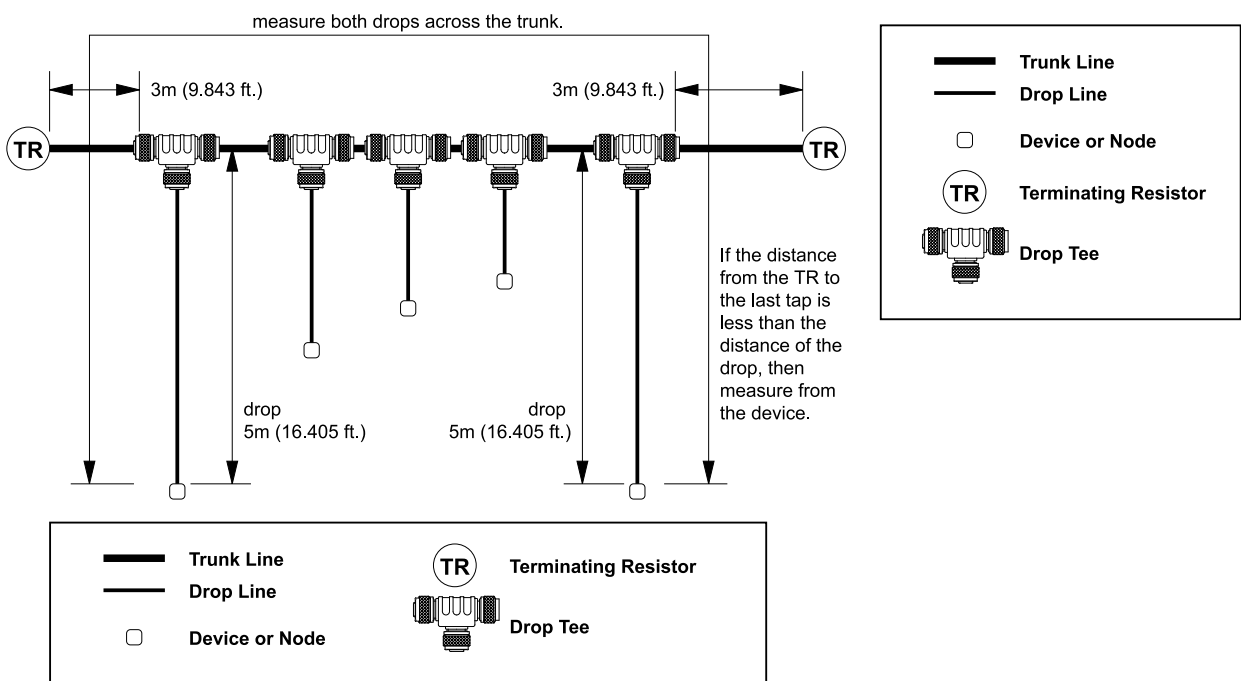 measure both drops across the trunk.
3m (9.843 ft.)
3m (9.843 ft.)
TR
TR
If the distance
from the TR to
the last tap is
less than the
distance of the
drop, then
measure from
the device.
drop
5m (16.405 ft.)
drop
5m (16.405 ft.)
Trunk Line
Drop Line
Device or Node
TR
Terminating Resistor
Drop Tee
Trunk Line
Drop Line
Device or Node
TR
Terminating Resistor
Drop Tee